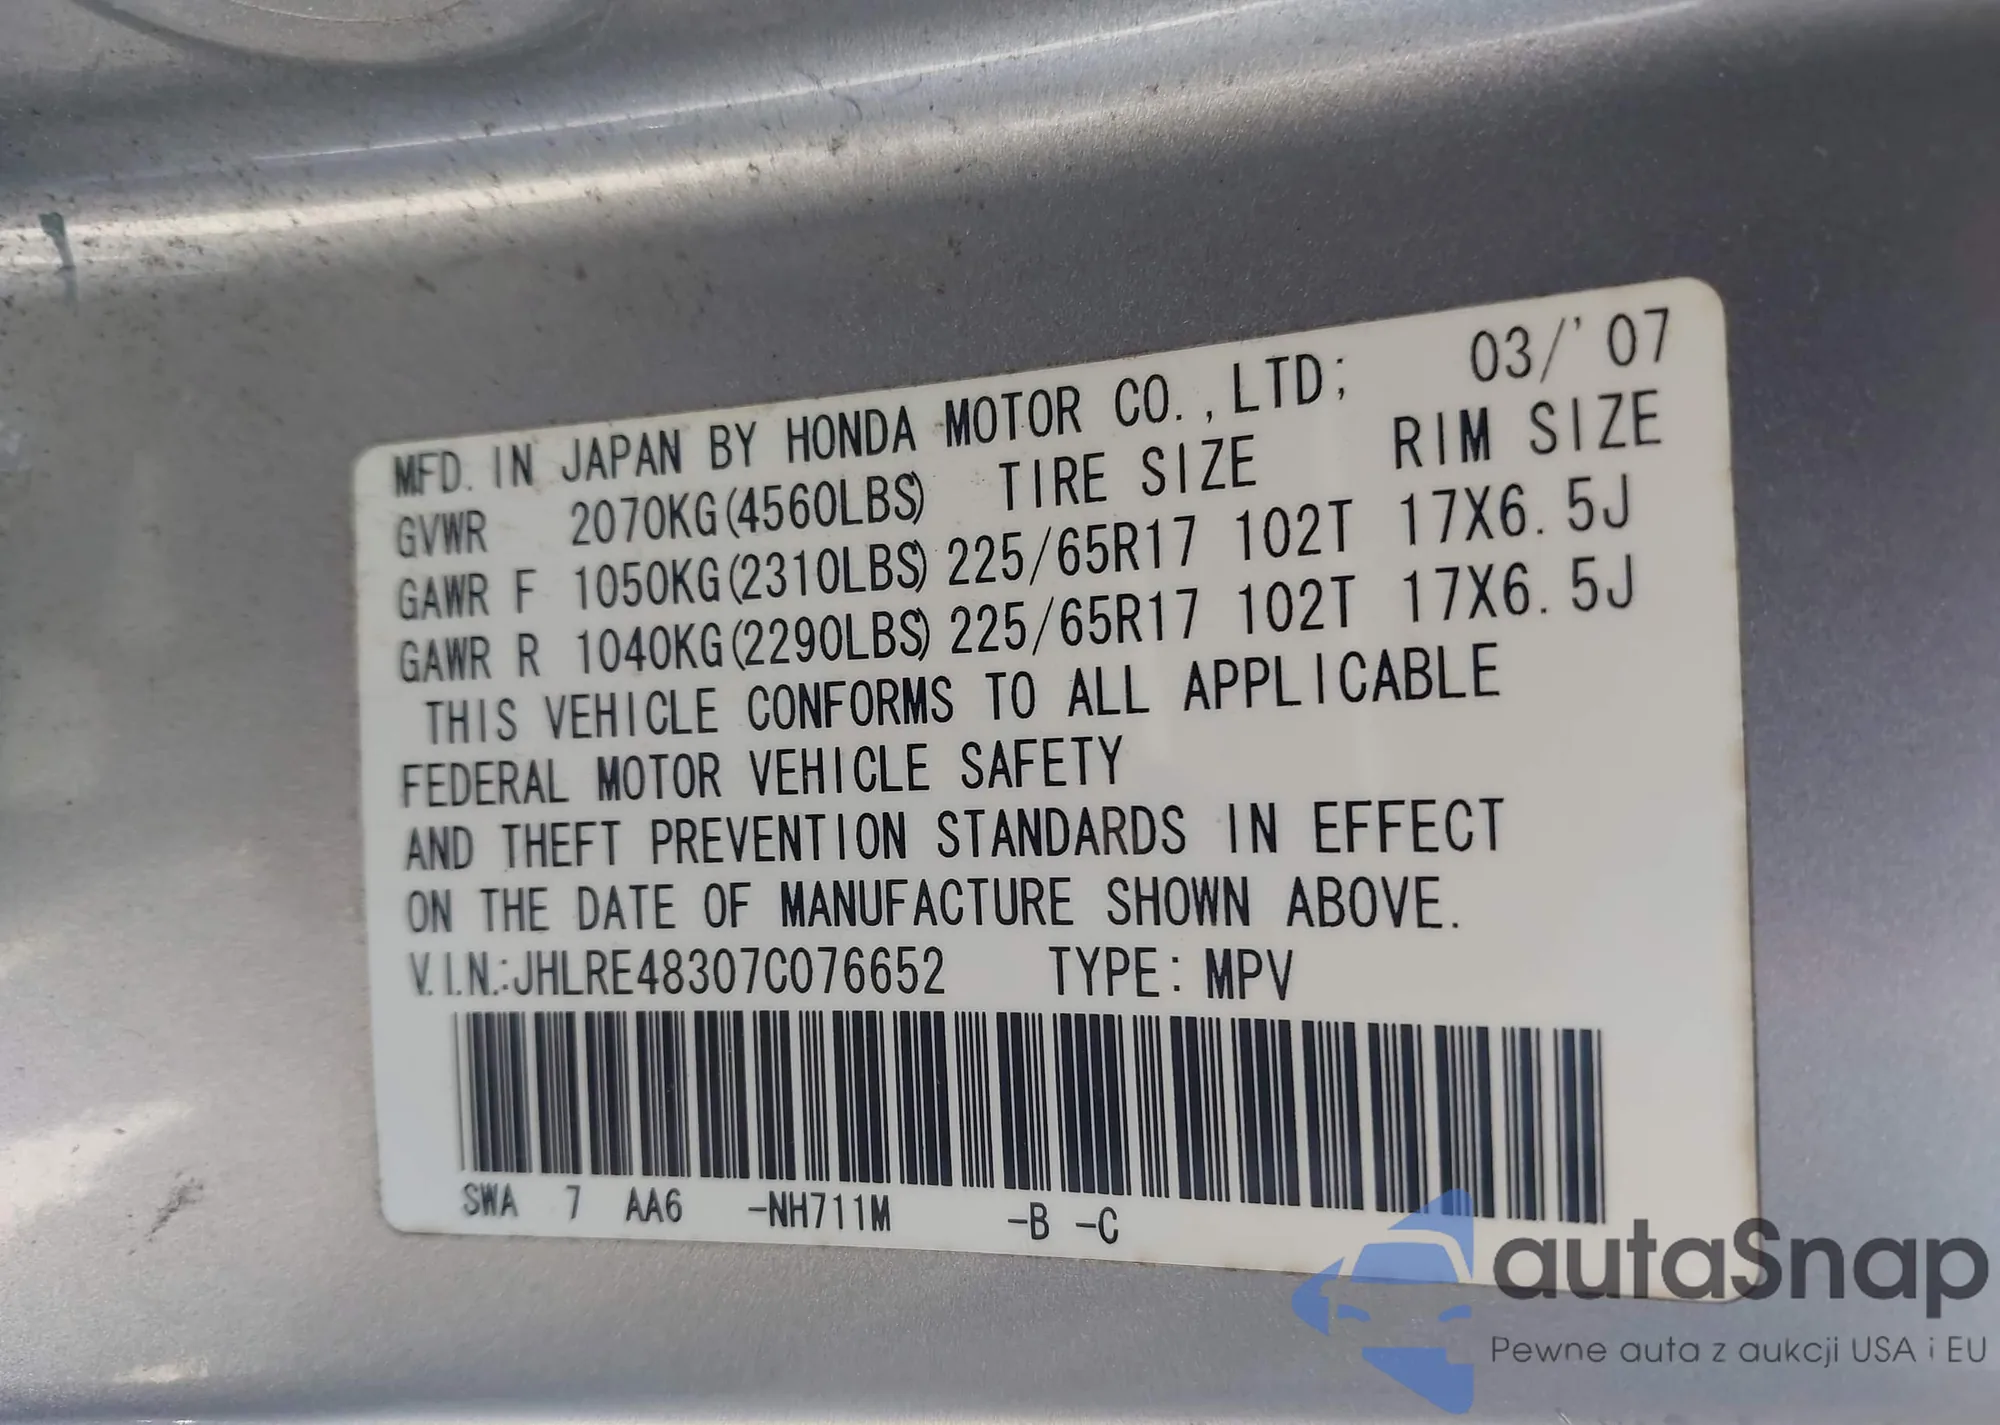 MFD. IN JAPAN BY HONDA MOTOR CO.,LTD; 03/'07
GVWR 2070KG(4560LBS) TIRE SIZE RIM SIZE
GAWR F 1050KG(2310LBS) 225/65R17 102T 17X6.5J
GAWR R 1040KG(2290LBS) 225/65R17 102T 17X6.5J
THIS VEHICLE CONFORMS TO ALL APPLICABLE
FEDERAL MOTOR VEHICLE SAFETY
AND THEFT PREVENTION STANDARDS IN EFFECT
ON THE DATE OF MANUFACTURE SHOWN ABOVE.
V.I.N.:JHLRE48307C076652 TYPE: MPV
SWA 7 AA6 -NH711M -B -C
autaSnap
Pewne auta z aukcji USA i EU